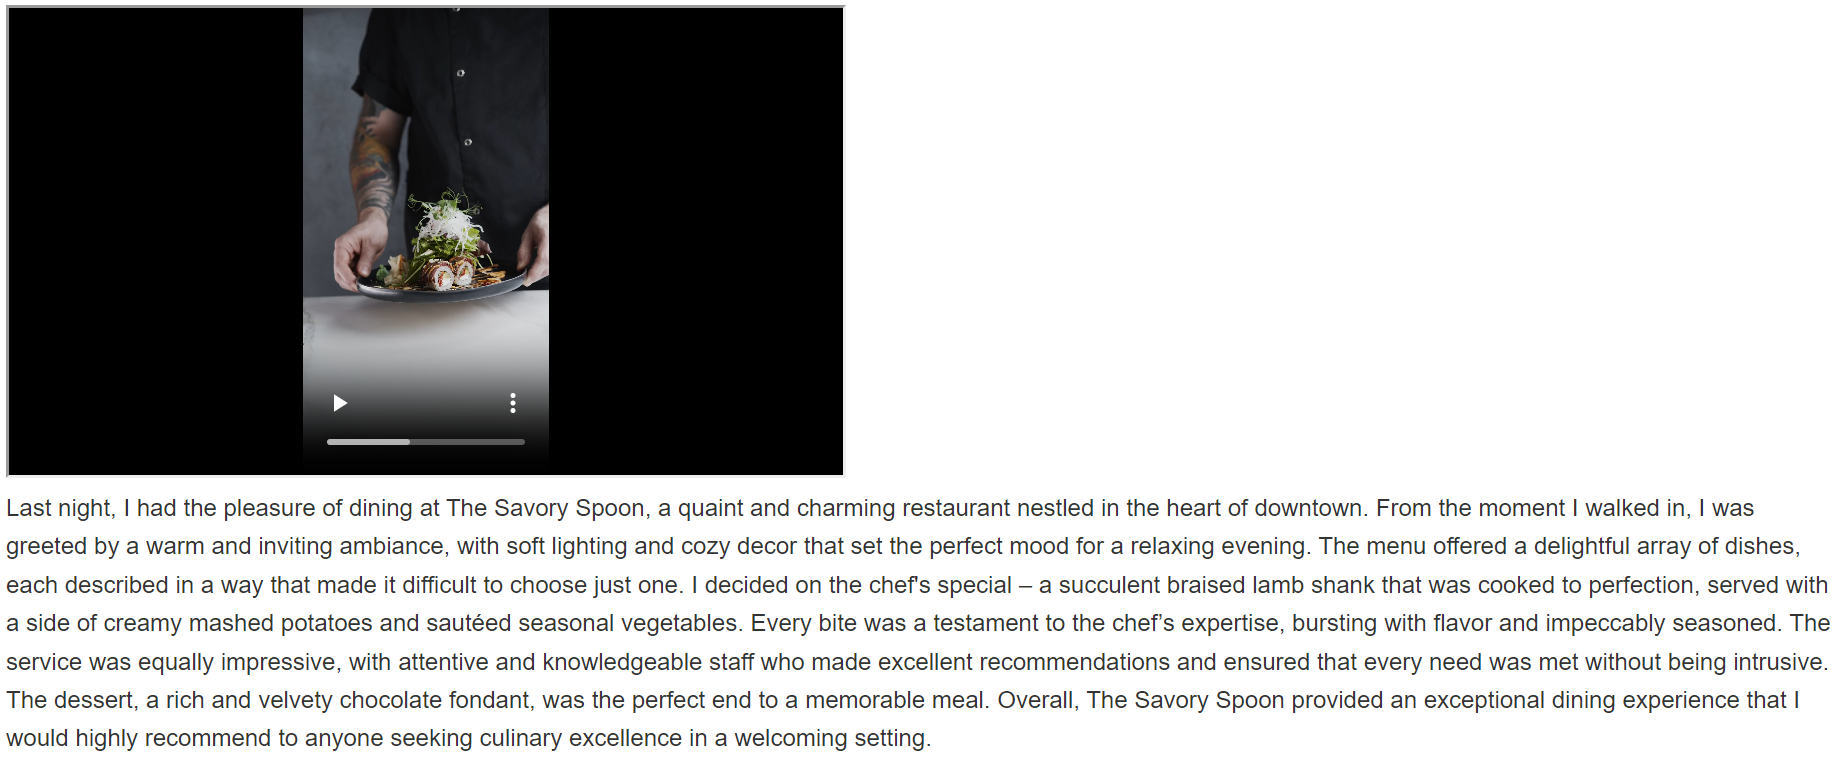 Last night, I had the pleasure of dining at The Savory Spoon, a quaint and charming restaurant nestled in the heart of downtown. From the moment I walked in, I was
greeted by a warm and inviting ambiance, with soft lighting and cozy decor that set the perfect mood for a relaxing evening. The menu offered a delightful array of dishes,
each described in a way that made it difficult to choose just one. I decided on the chef's special – a succulent braised lamb shank that was cooked to perfection, served with
a side of creamy mashed potatoes and sautéed seasonal vegetables. Every bite was a testament to the chef’s expertise, bursting with flavor and impeccably seasoned. The
service was equally impressive, with attentive and knowledgeable staff who made excellent recommendations and ensured that every need was met without being intrusive.
The dessert, a rich and velvety chocolate fondant, was the perfect end to a memorable meal. Overall, The Savory Spoon provided an exceptional dining experience that I
would highly recommend to anyone seeking culinary excellence in a welcoming setting.